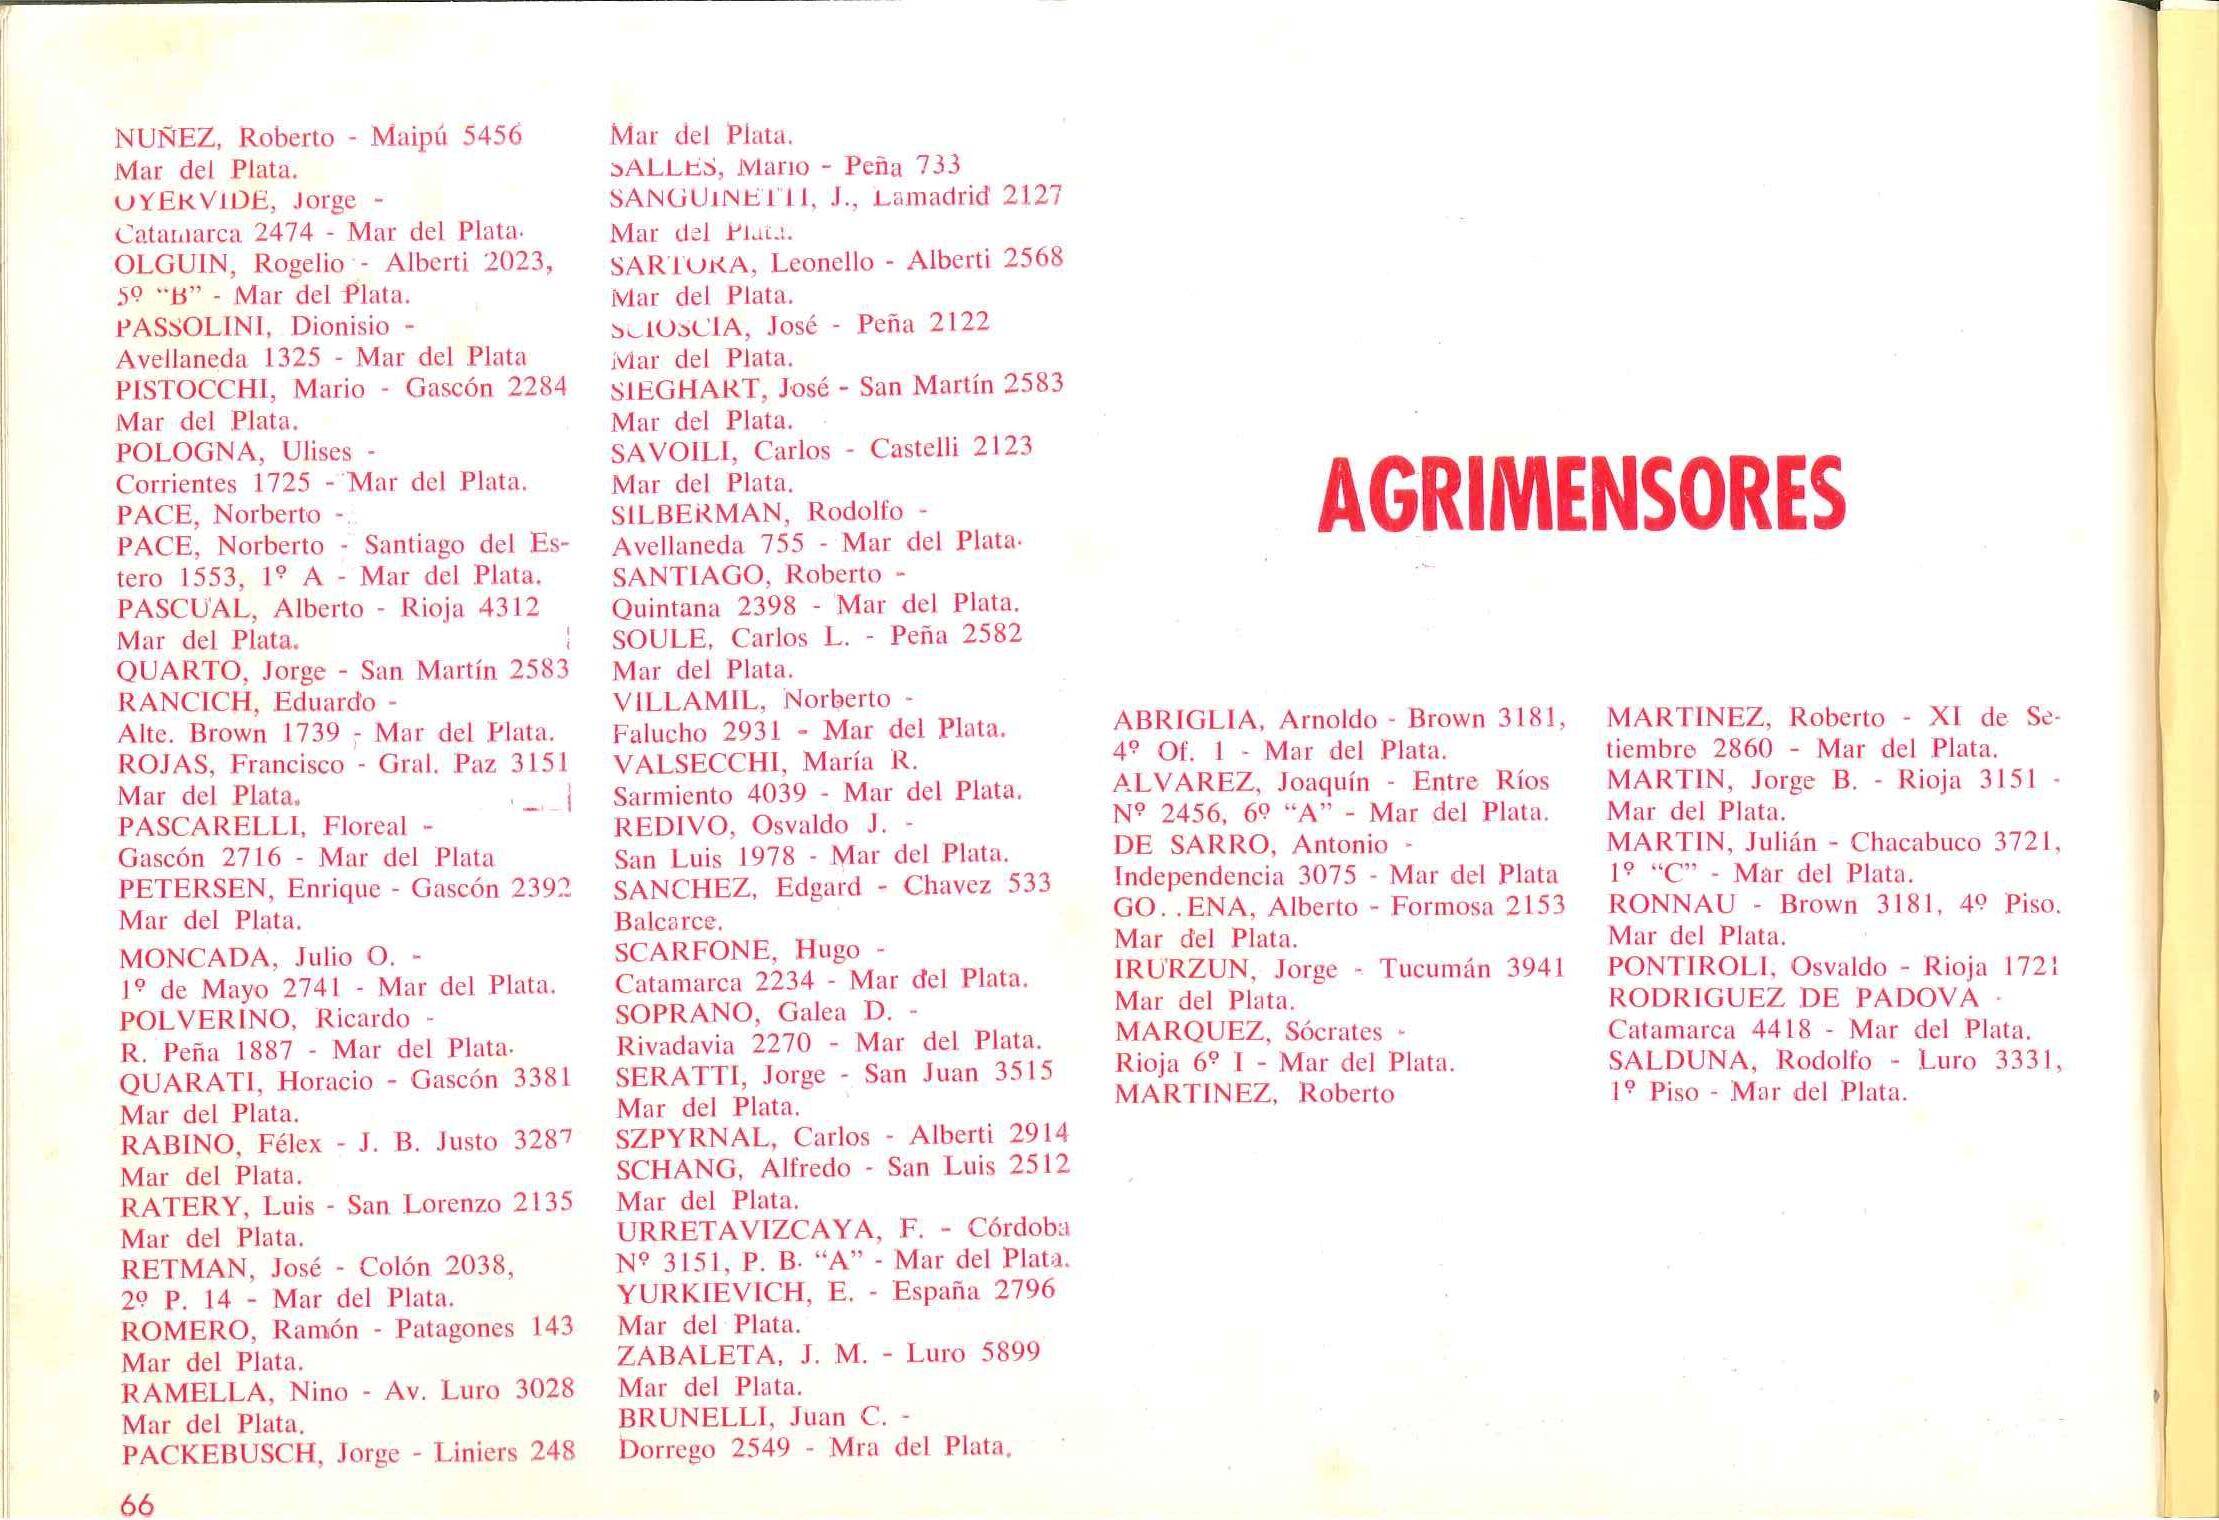 NUÑEZ, Roberto - Maipú 5456
Mar del Plata.
OYERVIDE, Jorge -
Catamarca 2474 - Mar del Plata.
OLGUIN, Rogelio - Alberti 2023,
5º “B” - Mar del Plata.
PASSOLINI, Dionisio -
Avellaneda 1325 - Mar del Plata
PISTOCCHI, Mario - Gascón 2284
Mar del Plata.
POLOGNA, Ulises -
Corrientes 1725 - Mar del Plata.
PACE, Norberto -
PACE, Norberto - Santiago del Es-
tero 1553, 1º A - Mar del Plata.
PASCUAL, Alberto - Rioja 4312
Mar del Plata.
QUARTO, Jorge - San Martín 2583
RANCICH, Eduardo -
Alte. Brown 1739 - Mar del Plata.
ROJAS, Francisco - Gral. Paz 3151
Mar del Plata.
PASCARELLI, Floreal -
Gascón 2716 - Mar del Plata
PETERSEN, Enrique - Gascón 2392
Mar del Plata.
MONCADA, Julio O. -
1º de Mayo 2741 - Mar del Plata.
POLVERINO, Ricardo -
R. Peña 1887 - Mar del Plata.
QUARATI, Horacio - Gascón 3381
Mar del Plata.
RABINO, Félex - J. B. Justo 3287
Mar del Plata.
RATERY, Luis - San Lorenzo 2135
Mar del Plata.
RETMAN, José - Colón 2038,
2º P. 14 - Mar del Plata.
ROMERO, Ramón - Patagones 143
Mar del Plata.
RAMELLA, Nino - Av. Luro 3028
Mar del Plata.
PACKEBUSCH, Jorge - Liniers 248
66
Mar del Plata.
SALLES, Mario - Peña 733
SANGUINETTI, J., Lamadrid 2127
Mar del Plata.
SARTORA, Leonello - Alberti 2568
Mar del Plata.
SCIOSCIA, José - Peña 2122
Mar del Plata.
SIEGHART, José - San Martín 2583
Mar del Plata.
SAVOILI, Carlos - Castelli 2123
Mar del Plata.
SILBERMAN, Rodolfo -
Avellaneda 755 - Mar del Plata.
SANTIAGO, Roberto -
Quintana 2398 - Mar del Plata.
SOULE, Carlos L. - Peña 2582
Mar del Plata.
VILLAMIL, Norberto -
Falucho 2931 - Mar del Plata.
VALSECCHI, María R.
Sarmiento 4039 - Mar del Plata.
REDIVO, Osvaldo J. -
San Luis 1978 - Mar del Plata.
SANCHEZ, Edgard - Chavez 533
Balcarce.
SCARFONE, Hugo -
Catamarca 2234 - Mar del Plata.
SOPRANO, Galea D. -
Rivadavia 2270 - Mar del Plata.
SERATTI, Jorge - San Juan 3515
Mar del Plata.
SZPYRNAL, Carlos - Alberti 2914
SCHANG, Alfredo - San Luis 2512
Mar del Plata.
URRETAVIZCAYA, F. - Córdoba
Nº 3151, P. B. “A” - Mar del Plata.
YURKIEVICH, E. - España 2796
Mar del Plata.
ZABALETA, J. M. - Luro 5899
Mar del Plata.
BRUNELLI, Juan C. -
Dorrego 2549 - Mra del Plata.
AGRIMENSORES
ABRIGLIA, Arnoldo - Brown 3181,
4º Of. 1 - Mar del Plata.
ALVAREZ, Joaquín - Entre Ríos
Nº 2456, 6º “A” - Mar del Plata.
DE SARRO, Antonio -
Independencia 3075 - Mar del Plata
GO..ENA, Alberto - Formosa 2153
Mar del Plata.
IRURZUN, Jorge - Tucumán 3941
Mar del Plata.
MARQUEZ, Sócrates -
Rioja 6º I - Mar del Plata.
MARTINEZ, Roberto
MARTINEZ, Roberto - XI de Se-
tiembre 2860 - Mar del Plata.
MARTIN, Jorge B. - Rioja 3151 -
Mar del Plata.
MARTIN, Julián - Chacabuco 3721,
1º “C” - Mar del Plata.
RONNAU - Brown 3181, 4º Piso.
Mar del Plata.
PONTIROLI, Osvaldo - Rioja 1721
RODRIGUEZ DE PADOVA -
Catamarca 4418 - Mar del Plata.
SALDUNA, Rodolfo - Luro 3331,
1º Piso - Mar del Plata.